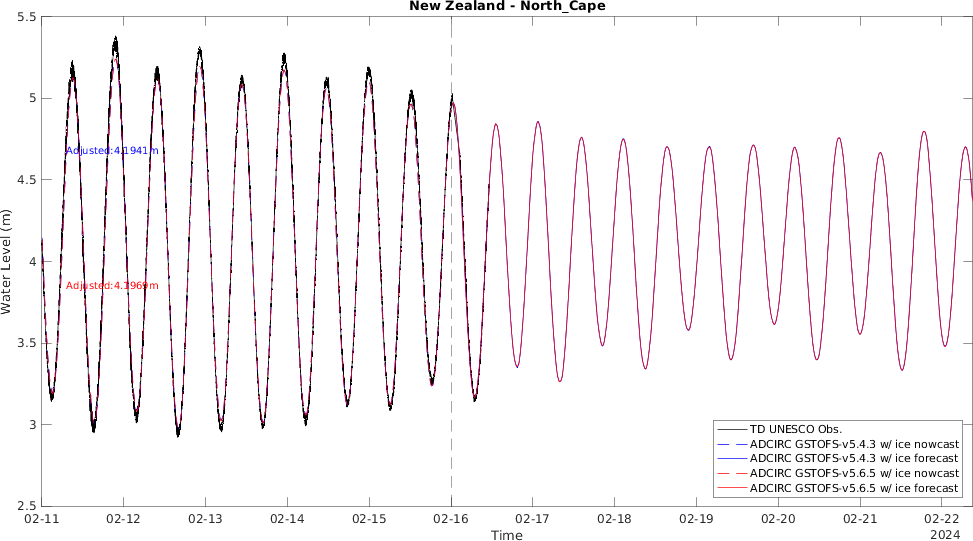 New Zealand - North_Cape
5.5
5
4.5
4
3.5
3
2.5
Water Level (m)
Adjusted:4.1941m
Adjusted:4.1969m
TD UNESCO Obs.
ADCIRC GSTOFS-v5.4.3 w/ ice nowcast
ADCIRC GSTOFS-v5.4.3 w/ ice forecast
ADCIRC GSTOFS-v5.6.5 w/ ice nowcast
ADCIRC GSTOFS-v5.6.5 w/ ice forecast
02-11 02-12 02-13 02-14 02-15 02-16 02-17 02-18 02-19 02-20 02-21 02-22
2024
Time